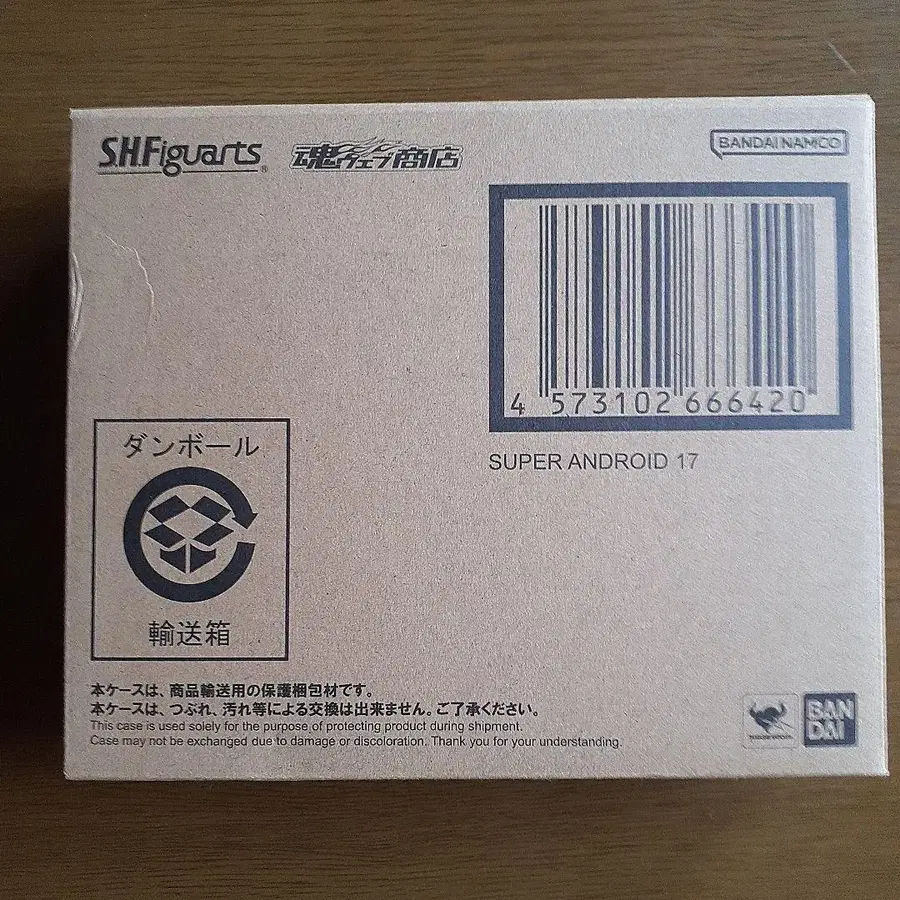 S.H.Figuarts®
魂ウェブ商店
BANDAI NAMCO
4 573102 666420
SUPER ANDROID 17
ダンボール
輸送箱
本ケースは、商品輸送用の保護梱包材です。
本ケースは、つぶれ、汚れ等による交換は出来ません。ご了承ください。
This case is used solely for the purpose of protecting product during shipment.
Case may not be exchanged due to damage or discoloration. Thank you for your understanding.
BAN
DAI